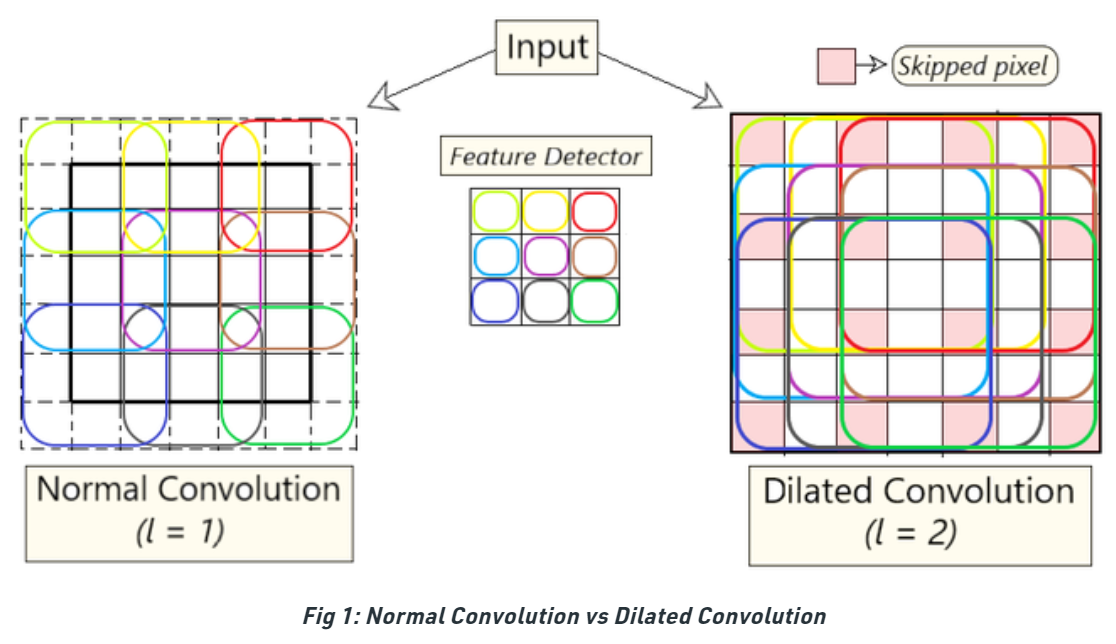 Input
Skipped pixel
Feature Detector
Normal Convolution
(l = 1)
Dilated Convolution
(l = 2)
Fig 1: Normal Convolution vs Dilated Convolution